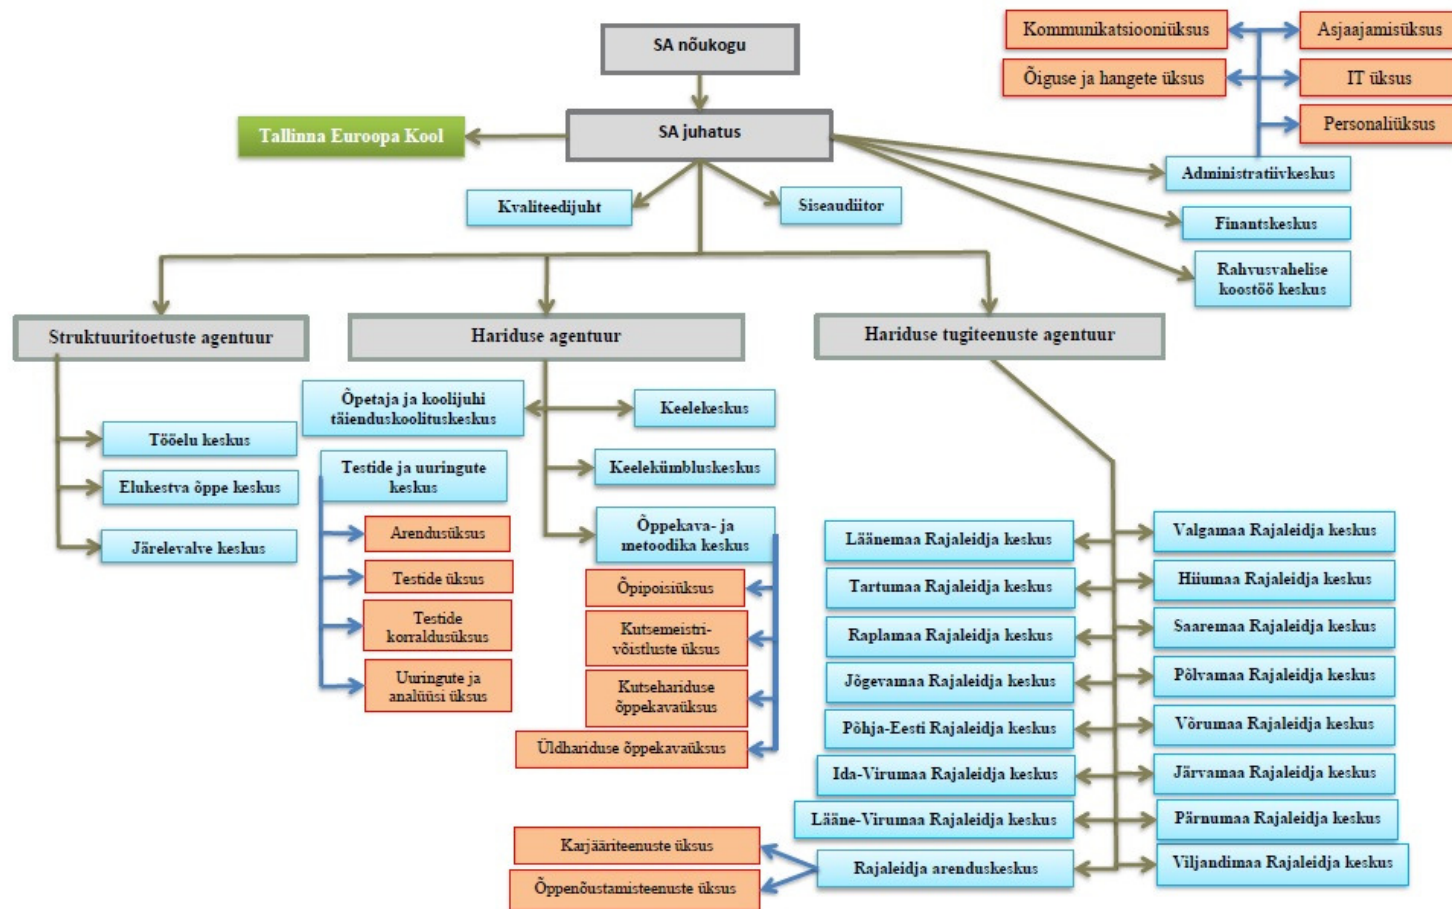 SA nõukogu
Kommunikatsiooniüksus
Asjaajamisüksus
Õiguse ja hangete üksus
IT üksus
Personaliüksus
Tallinna Euroopa Kool
SA juhatus
Administratiivkeskus
Kvaliteedijuht
Siseaudiitor
Finantskeskus
Rahvusvahelise
koostöö keskus
Struktuuritoetuste agentuur
Hariduse agentuur
Hariduse tugiteenuste agentuur
Tööelu keskus
Elukestva õppe keskus
Järelevalve keskus
Õpetaja ja koolijuhi
täienduskoolituskeskus
Keelekeskus
Testide ja uuringute
keskus
Keelekümbluskeskus
Arendusüksus
Testide üksus
Testide
korraldusüksus
Uuringute ja
analüüsi üksus
Õppekava- ja
metoodika keskus
Õpipoisiüksus
Kutsemeistri-
võistluste üksus
Kutsehariduse
õppekavaüksus
Üldhariduse õppekavaüksus
Läänemaa Rajaleidja keskus
Valgamaa Rajaleidja keskus
Tartumaa Rajaleidja keskus
Hiiumaa Rajaleidja keskus
Raplamaa Rajaleidja keskus
Saaremaa Rajaleidja keskus
Jõgevamaa Rajaleidja keskus
Põlvamaa Rajaleidja keskus
Põhja-Eesti Rajaleidja keskus
Võrumaa Rajaleidja keskus
Ida-Virumaa Rajaleidja keskus
Järvamaa Rajaleidja keskus
Lääne-Virumaa Rajaleidja keskus
Pärnumaa Rajaleidja keskus
Rajaleidja arenduskeskus
Viljandimaa Rajaleidja keskus
Karjääriteenuste üksus
Õppenõustamisteenuste üksus